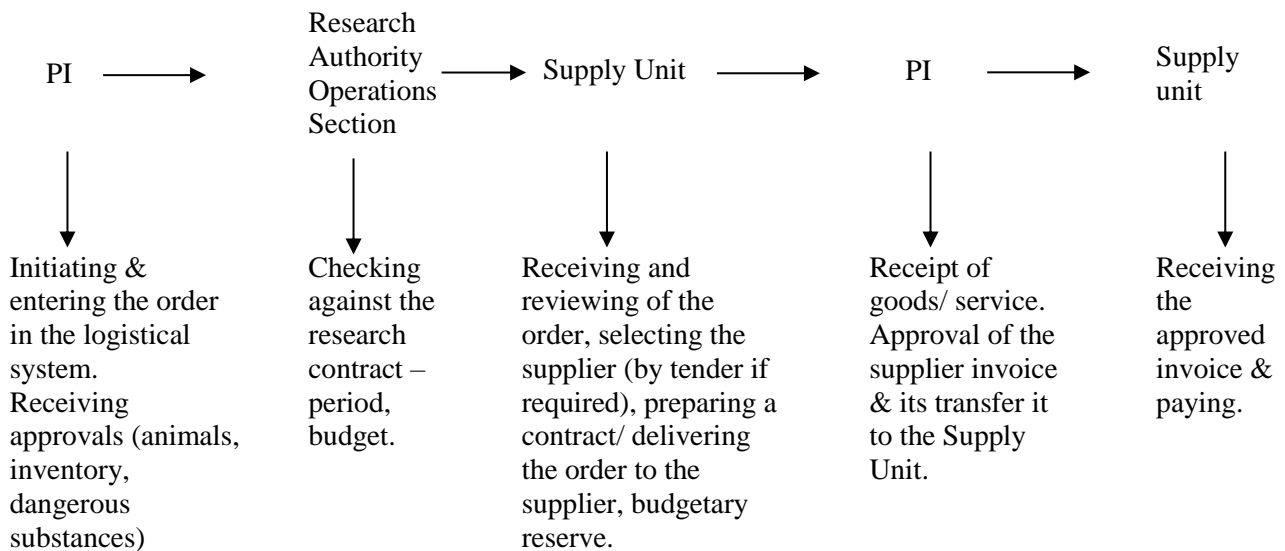 PI
Research
Authority
Operations
Section
Supply Unit
PI
Supply
unit
Initiating &
entering the order
in the logistical
system.
Receiving
approvals (animals,
inventory,
dangerous
substances)
Checking
against the
research
contract –
period,
budget.
Receiving and
reviewing of the
order, selecting the
supplier (by tender if
required), preparing a
contract/ delivering
the order to the
supplier, budgetary
reserve.
Receipt of
goods/ service.
Approval of the
supplier invoice
& its transfer it
to the Supply
Unit.
Receiving
the
approved
invoice &
paying.